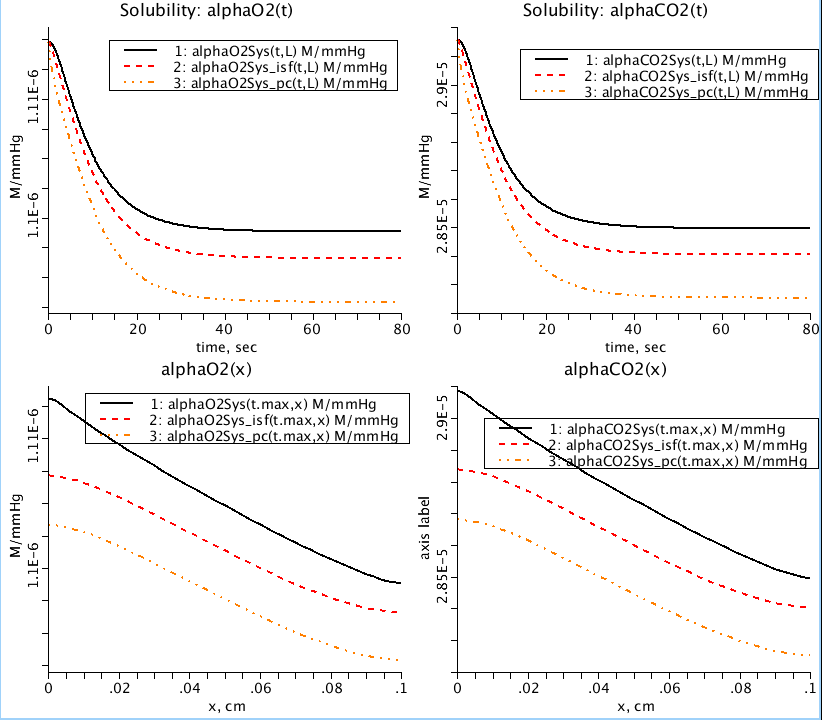 Solubility: alphaO2(t)
1: alphaO2Sys(t,L) M/mmHg
2: alphaO2Sys_isf(t,L) M/mmHg
3: alphaO2Sys_pc(t,L) M/mmHg
M/mmHg
1.11E-6
1.1E-6
0 20 40 60 80
time, sec
Solubility: alphaCO2(t)
1: alphaCO2Sys(t,L) M/mmHg
2: alphaCO2Sys_isf(t,L) M/mmHg
3: alphaCO2Sys_pc(t,L) M/mmHg
M/mmHg
2.9E-5
2.85E-5
0 20 40 60 80
time, sec
alphaO2(x)
1: alphaO2Sys(t.max,x) M/mmHg
2: alphaO2Sys_isf(t.max,x) M/mmHg
3: alphaO2Sys_pc(t.max,x) M/mmHg
M/mmHg
1.11E-6
1.1E-6
0 .02 .04 .06 .08 .1
x, cm
alphaCO2(x)
1: alphaCO2Sys(t.max,x) M/mmHg
2: alphaCO2Sys_isf(t.max,x) M/mmHg
3: alphaCO2Sys_pc(t.max,x) M/mmHg
axis label
2.9E-5
2.85E-5
0 .02 .04 .06 .08 .1
x, cm